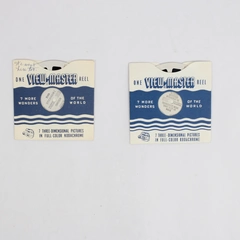 ONE VIEW-MASTER REEL
7 MORE WONDERS OF THE WORLD
7 THREE DIMENSIONAL PICTURES
IN FULL COLOR KODACHROME
ONE VIEW-MASTER REEL
7 MORE WONDERS OF THE WORLD
7 THREE DIMENSIONAL PICTURES
IN FULL COLOR KODACHROME